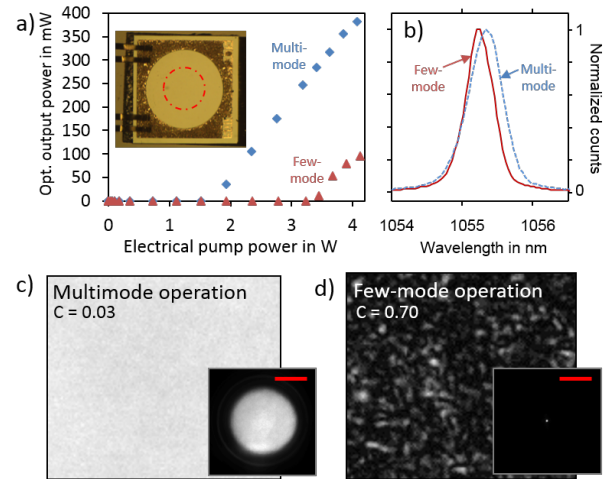 a)
Opt. output power in mW
400
350
300
250
200
150
100
50
0
Multi-
mode
Few-
mode
0
1
2
3
4
Electrical pump power in W
b)
Few-
mode
Multi-
mode
1
0
Normalized counts
1054
1055
1056
Wavelength in nm
c)
Multimode operation
C = 0.03
d)
Few-mode operation
C = 0.70